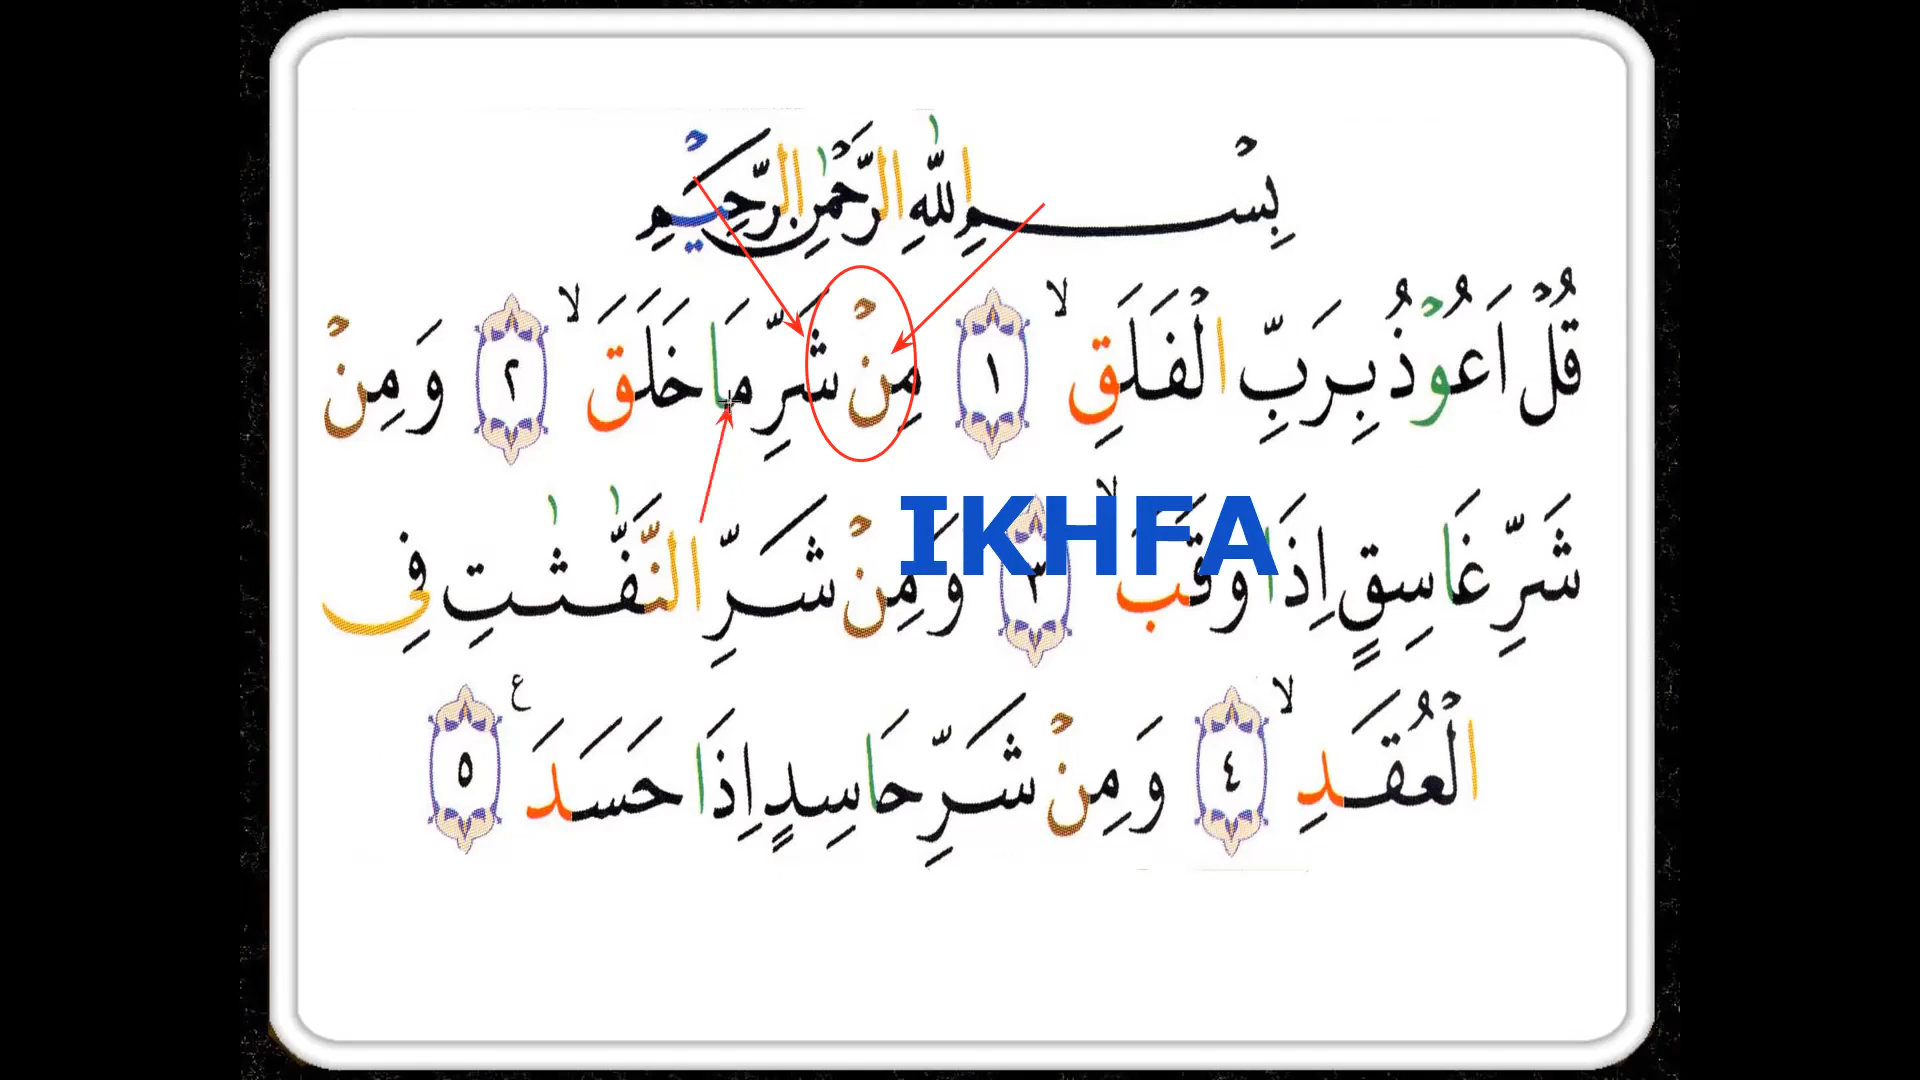 بِسْمِ اللّٰهِ الرَّحْمٰنِ الرَّحِيْمِ
قُلْ اَعُوْذُ بِرَبِّ الْفَلَقِ ۙ ١ مِنْ شَرِّ مَا خَلَقَ ۙ ٢ وَ مِنْ
شَرِّ غَاسِقٍ اِذَا وَقَبَ ۙ ٣ وَ مِنْ شَرِّ النَّفّٰثٰتِ فِى
الْعُقَدِ ۙ ٤ وَ مِنْ شَرِّ حَاسِدٍ اِذَا حَسَدَ ع ٥
IKHFA